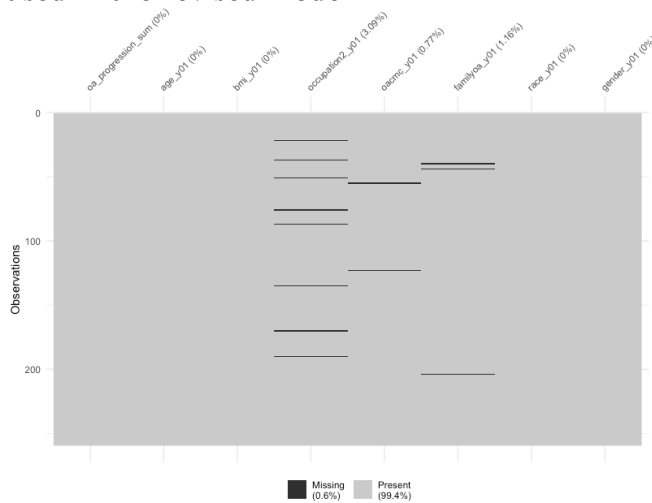 oa_progression_sum (0%)
age_y01 (0%)
bmi_y01 (0%)
occupation2_y01 (3.09%)
oacmc_y01 (0.77%)
familyoa_y01 (1.16%)
race_y01 (0%)
gender_y01 (0%)
0
100
200
Observations
Missing
(0.6%)
Present
(99.4%)